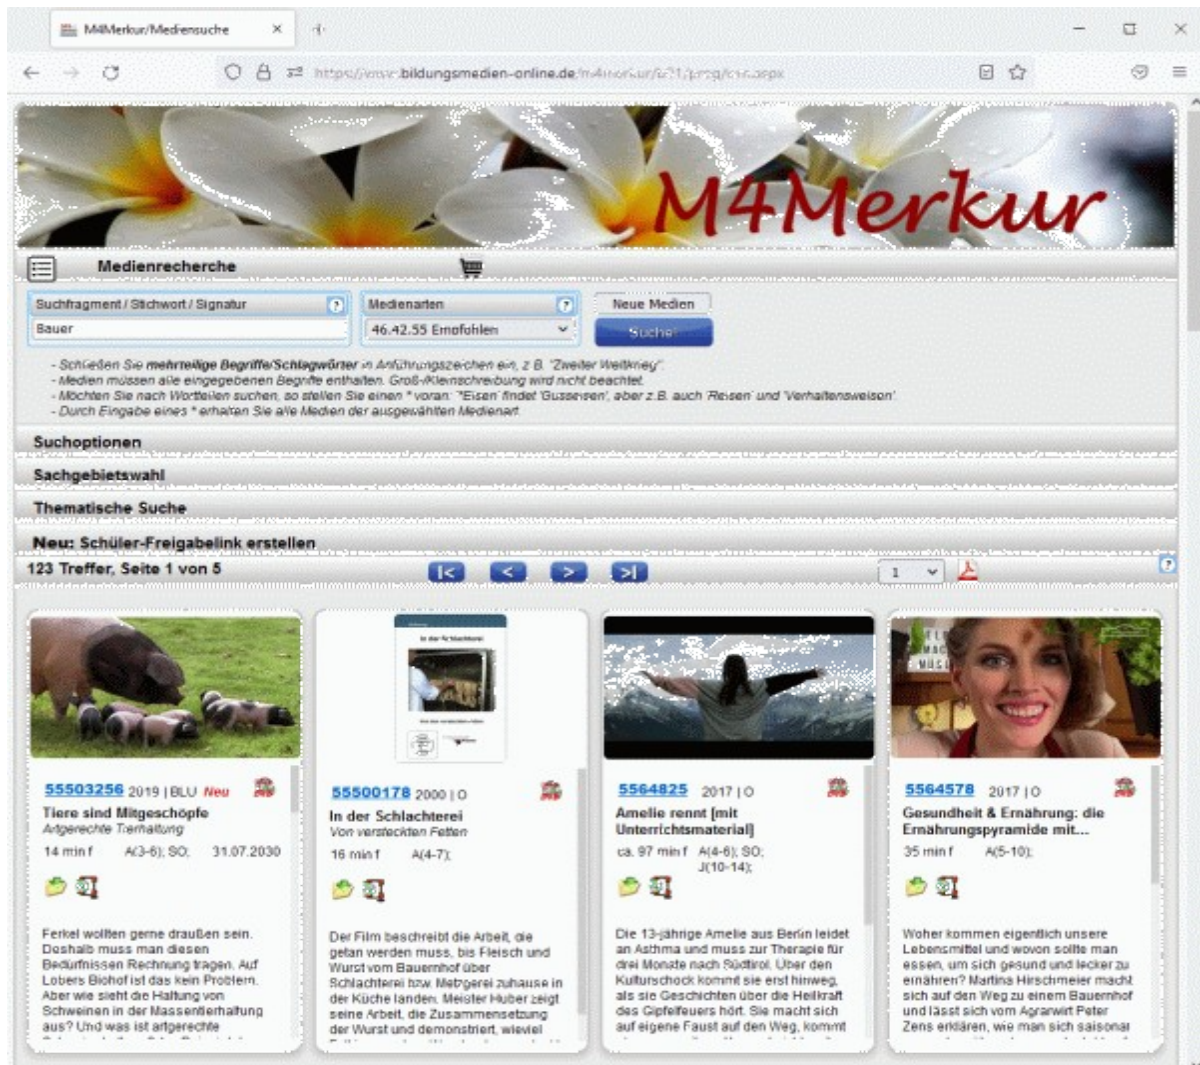 M4Merkur/Mediensuche
bildungsmedien-online.de
M4Merkur
Medienrecherche
Suchfragment / Stichwort / Signatur ?
Medienarten ?
Neue Medien
Bauer
46.42.55 Empfohlen
Suche!
- Schließen Sie mehrteilige Begriffe/Schlagwörter in Anführungszeichen ein, z.B. "Zweiter Weltkrieg".
- Medien müssen alle eingegebenen Begriffe enthalten. Groß-/Kleinschreibung wird nicht beachtet.
- Möchten Sie nach Wortteilen suchen, so stellen Sie einen * voran: '*Eisen' findet 'Gusseisen', aber z.B. auch 'Reisen' und 'Verhaltensweisen'.
- Durch Eingabe eines * erhalten Sie alle Medien der ausgewählten Medienart.
Suchoptionen
Sachgebietswahl
Thematische Suche
Neu: Schüler-Freigabelink erstellen
123 Treffer, Seite 1 von 5
|<
<
>
>|
1
?
55503256 2019 | BLU Neu
Tiere sind Mitgeschöpfe
Artgerechte Tierhaltung
14 min f A(3-6); SO; 31.07.2030
Ferkel wollten gerne draußen sein.
Deshalb muss man diesen
Bedürfnissen Rechnung tragen. Auf
Lobers Biohof ist das kein Problem.
Aber wie sieht die Haltung von
Schweinen in der Massentierhaltung
aus? Und was ist artgerechte
In der Schlachterei
55500178 2000 | O
In der Schlachterei
Von versteckten Fetten
16 min f A(4-7);
Der Film beschreibt die Arbeit, die
getan werden muss, bis Fleisch und
Wurst vom Bauernhof über
Schlachterei bzw. Metzgerei zuhause in
der Küche landen. Meister Huber zeigt
seine Arbeit, die Zusammensetzung
der Wurst und demonstriert, wieviel
5564825 2017 | O
Amelie rennt [mit
Unterrichtsmaterial]
ca. 97 min f A(4-6); SO;
J(10-14);
Die 13-jährige Amelie aus Berlin leidet
an Asthma und muss zur Therapie für
drei Monate nach Südtirol. Über den
Kulturschock kommt sie erst hinweg,
als sie Geschichten über die Heilkraft
des Gipfelfeuers hört. Sie macht sich
auf eigene Faust auf den Weg, kommt
5564578 2017 | O
Gesundheit & Ernährung: die
Ernährungspyramide mit...
35 min f A(5-10);
Woher kommen eigentlich unsere
Lebensmittel und wovon sollte man
essen, um sich gesund und lecker zu
ernähren? Martina Hirschmeier macht
sich auf den Weg zu einem Bauernhof
und lässt sich vom Agrarwirt Peter
Zens erklären, wie man sich saisonal